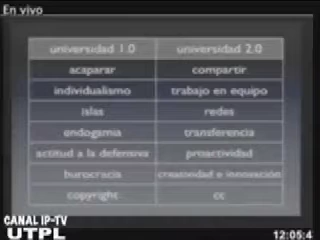 En vivo
universidad 1.0 universidad 2.0
acaparar compartir
individualismo trabajo en equipo
islas redes
endogamia transferencia
actitud a la defensiva proactividad
burocracia creatividad e innovación
copyright cc
CANAL IP-TV
UTPL
12:05:4